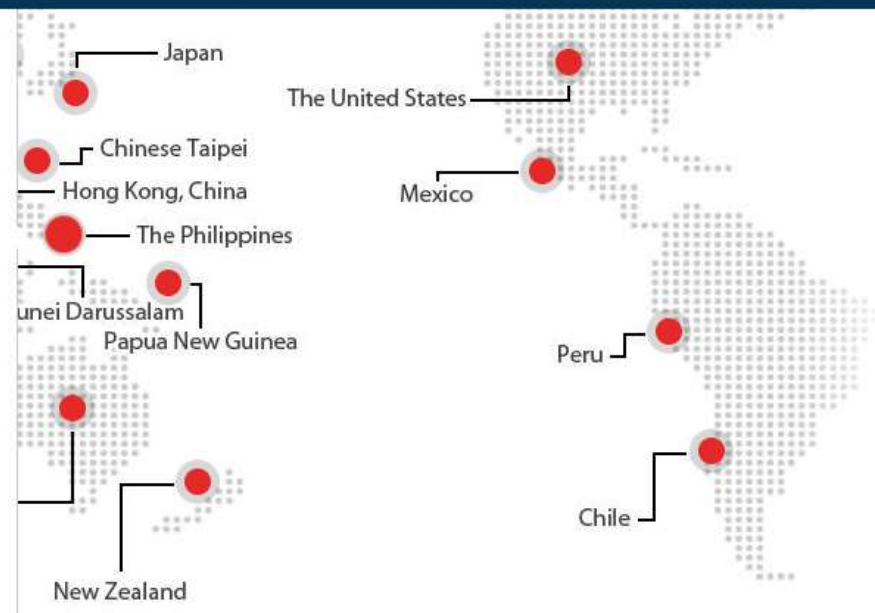 Japan
The United States
Chinese Taipei
Hong Kong, China
Mexico
The Philippines
unei Darussalam
Papua New Guinea
Peru
Chile
New Zealand